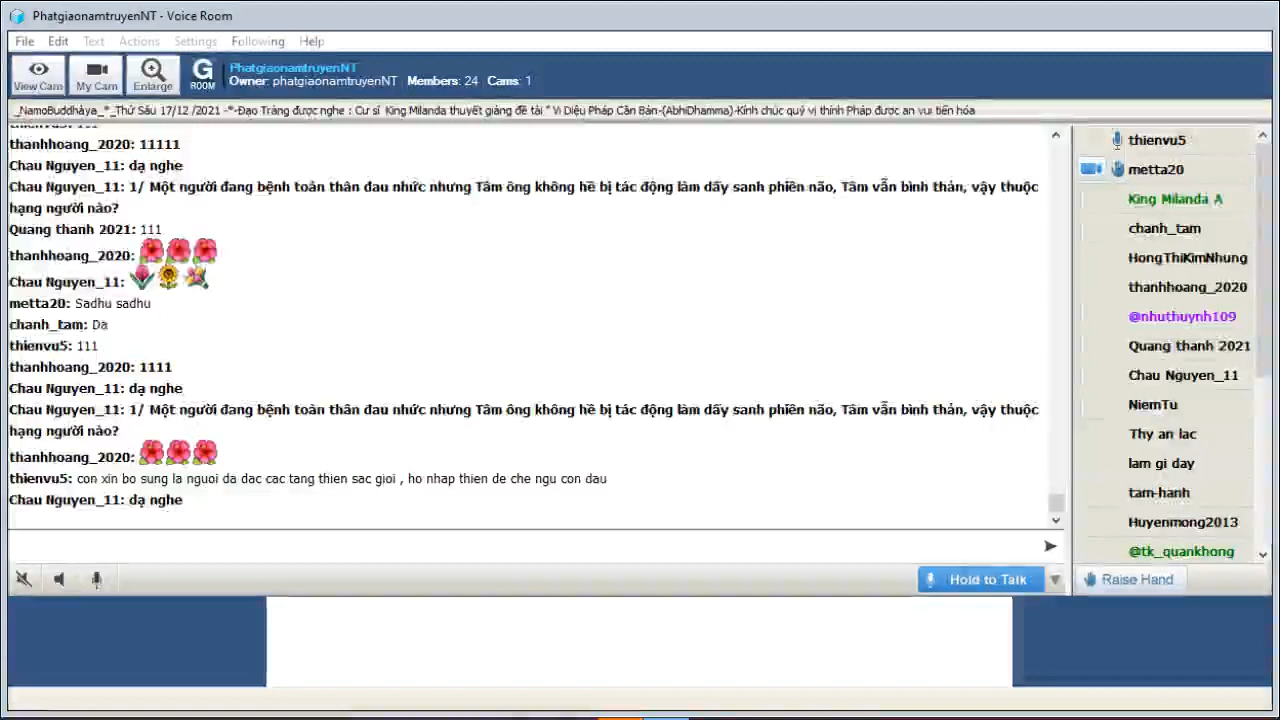 PhatgiaonamtruyenNT - Voice Room
File Edit Text Actions Settings Following Help
View Cam My Cam Enlarge G ROOM
PhatgiaonamtruyenNT
Owner: phatgiaonamtruyenNT Members: 24 Cams: 1
_NamoBuddhàya_*_Thứ Sáu 17/12 /2021 -*-Đạo Tràng được nghe : Cư sĩ King Milanda thuyết giảng đề tài " Vi Diệu Pháp Căn Bản-(AbhiDhamma)-Kính chúc quý vị thính Pháp được an vui tiến hóa
thienvu5: 111
thanhhoang_2020: 11111
Chau Nguyen_11: dạ nghe
Chau Nguyen_11: 1/ Một người đang bệnh toàn thân đau nhức nhưng Tâm ông không hề bị tác động làm dấy sanh phiền não, Tâm vẫn bình thản, vậy thuộc
hạng người nào?
Quang thanh 2021: 111
thanhhoang_2020:
Chau Nguyen_11:
metta20: Sadhu sadhu
chanh_tam: Da
thienvu5: 111
thanhhoang_2020: 1111
Chau Nguyen_11: dạ nghe
Chau Nguyen_11: 1/ Một người đang bệnh toàn thân đau nhức nhưng Tâm ông không hề bị tác động làm dấy sanh phiền não, Tâm vẫn bình thản, vậy thuộc
hạng người nào?
thanhhoang_2020:
thienvu5: con xin bo sung la nguoi da dac cac tang thien sac gioi , ho nhap thien de che ngu con dau
Chau Nguyen_11: dạ nghe
thienvu5
metta20
King Milanda A
chanh_tam
HongThiKimNhung
thanhhoang_2020
@nhuthuynh109
Quang thanh 2021
Chau Nguyen_11
NiemTu
Thy an lac
lam gi day
tam-hanh
Huyenmong2013
@tk_quankhong
Hold to Talk
Raise Hand